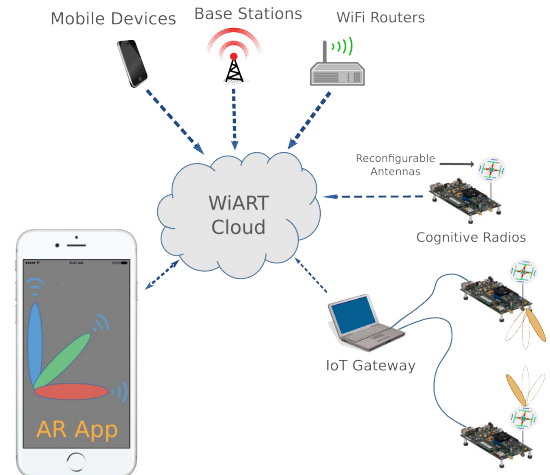 Mobile Devices
Base Stations
WiFi Routers
Reconfigurable
Antennas
WiART
Cloud
Cognitive Radios
IoT Gateway
AR App